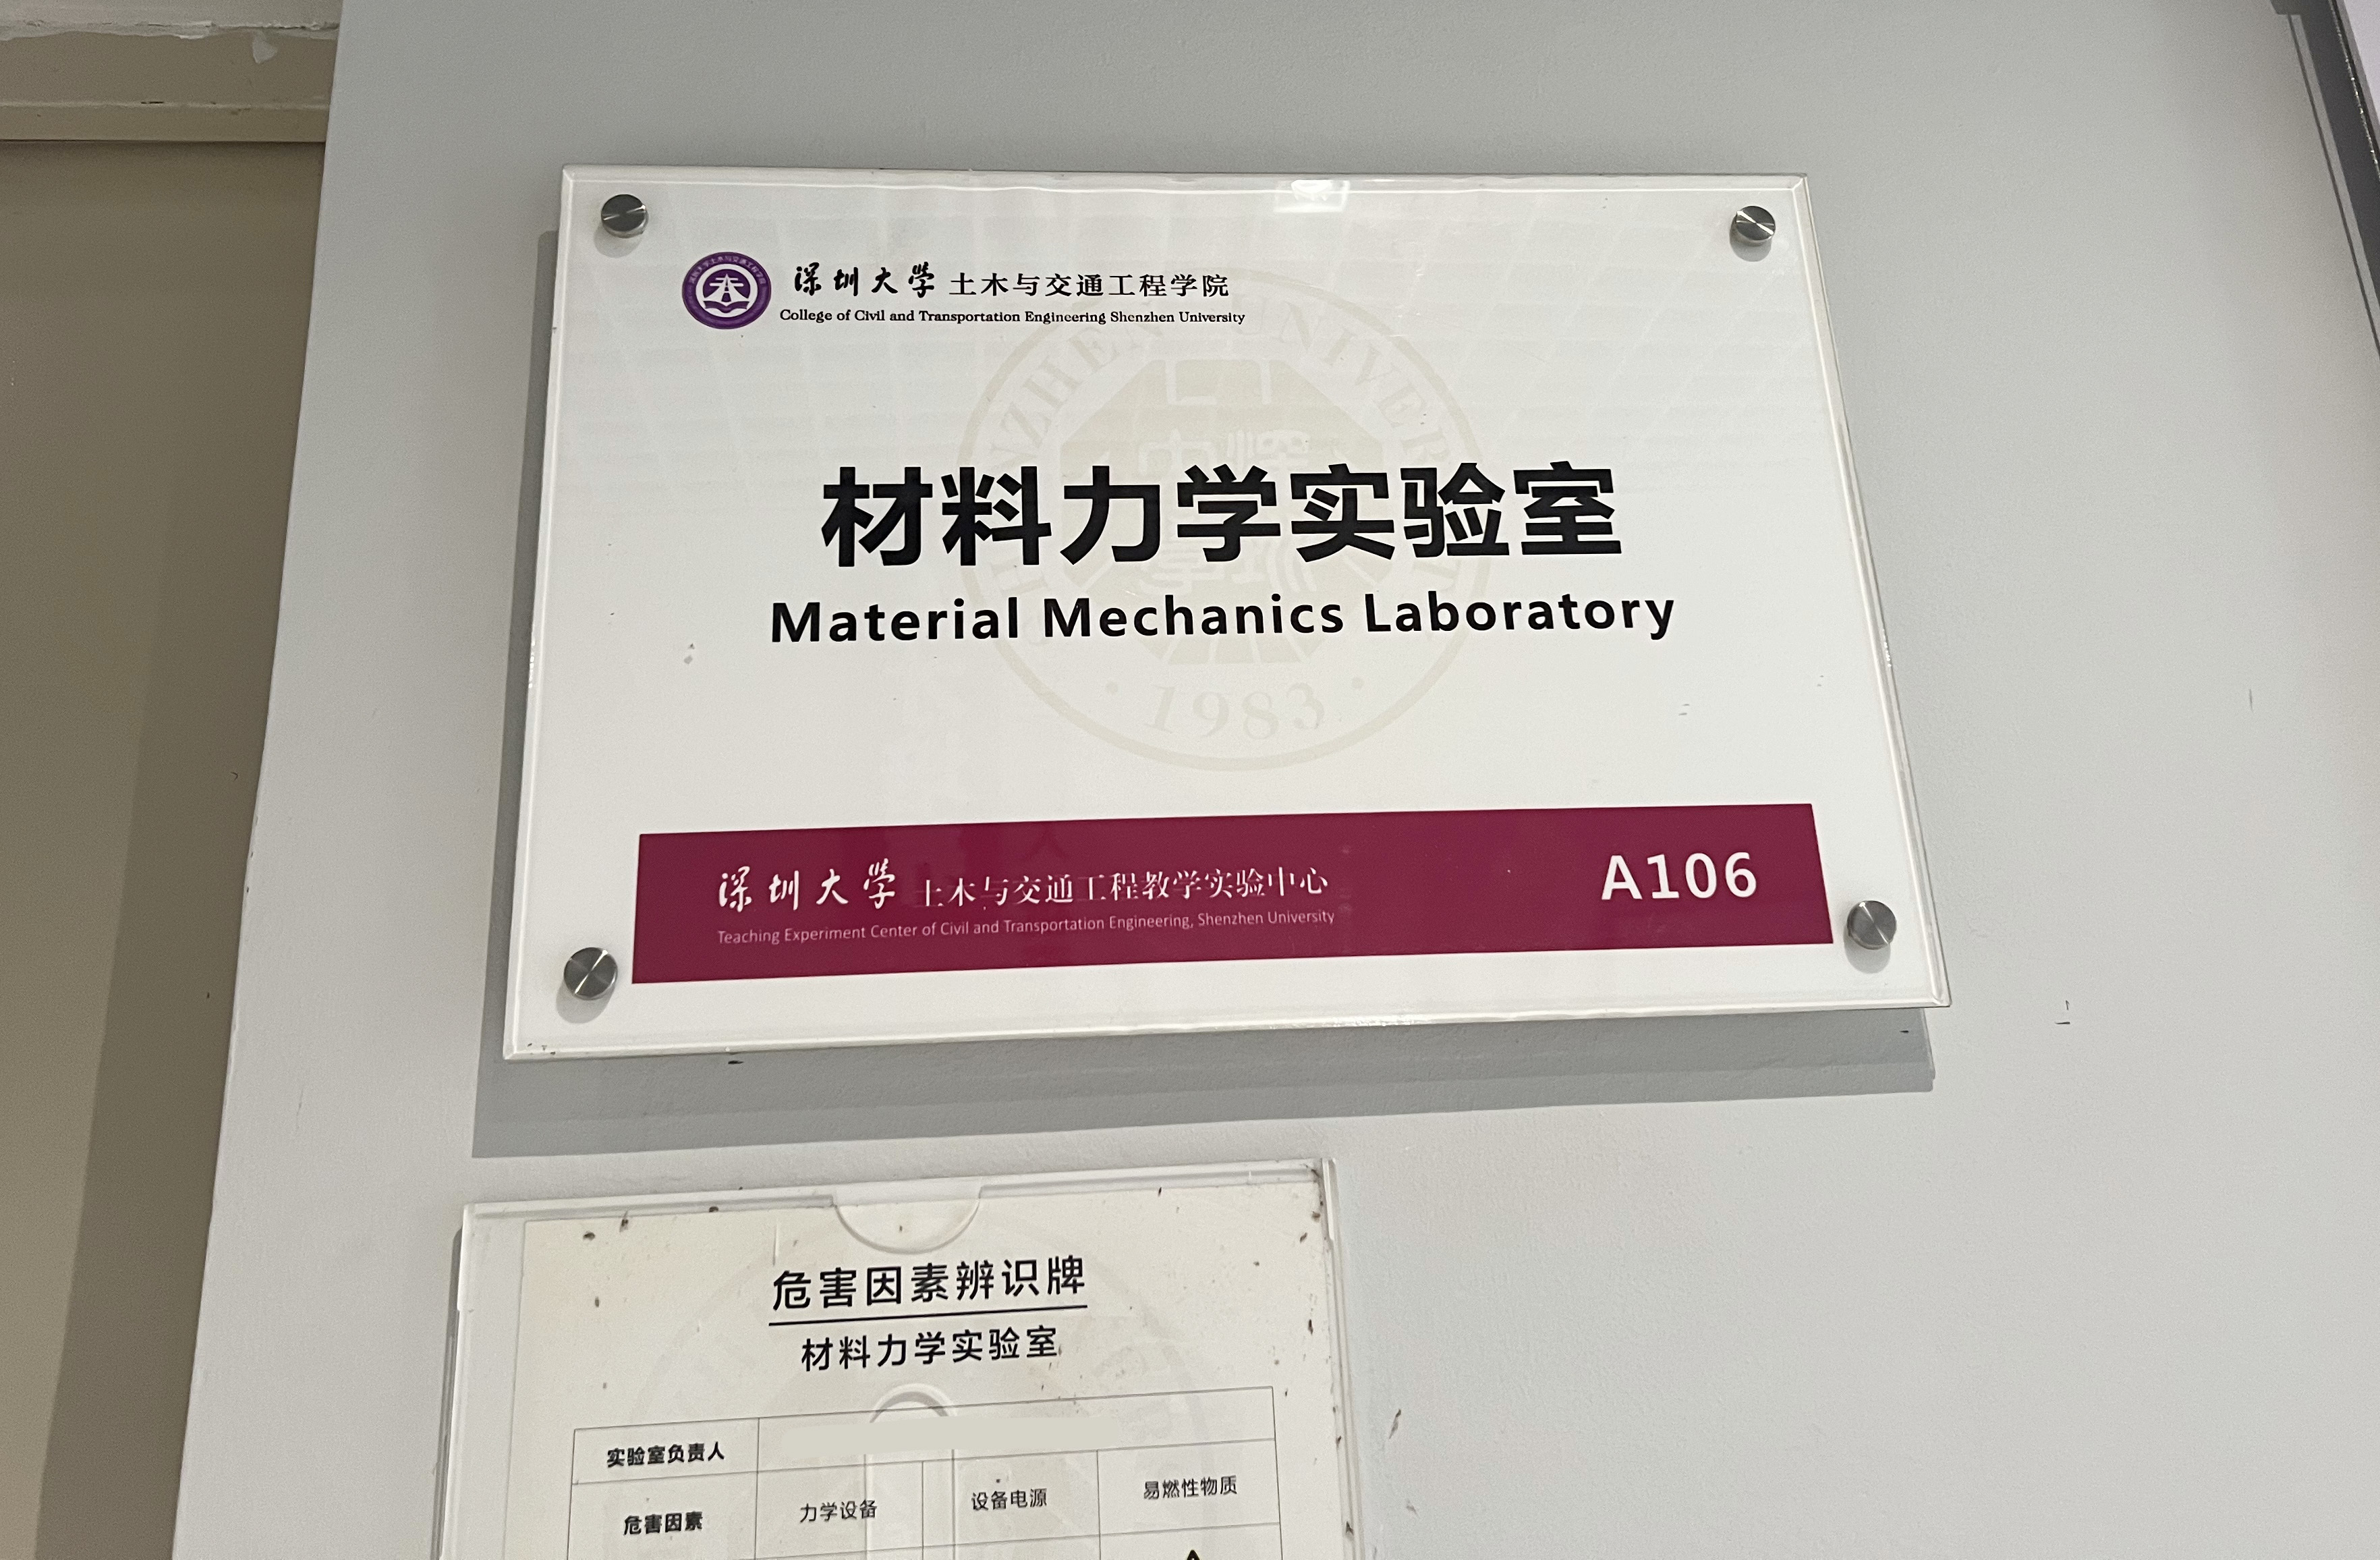 深圳大学 土木与交通工程学院
College of Civil and Transportation Engineering Shenzhen University
SHENZHEN UNIVERSITY
材料力学实验室
Material Mechanics Laboratory
· 1983 ·
深圳大学 土木与交通工程教学实验中心
A106
Teaching Experiment Center of Civil and Transportation Engineering, Shenzhen University
危害因素辨识牌
材料力学实验室
实验室负责人
危害因素 力学设备 设备电源 易燃性物质